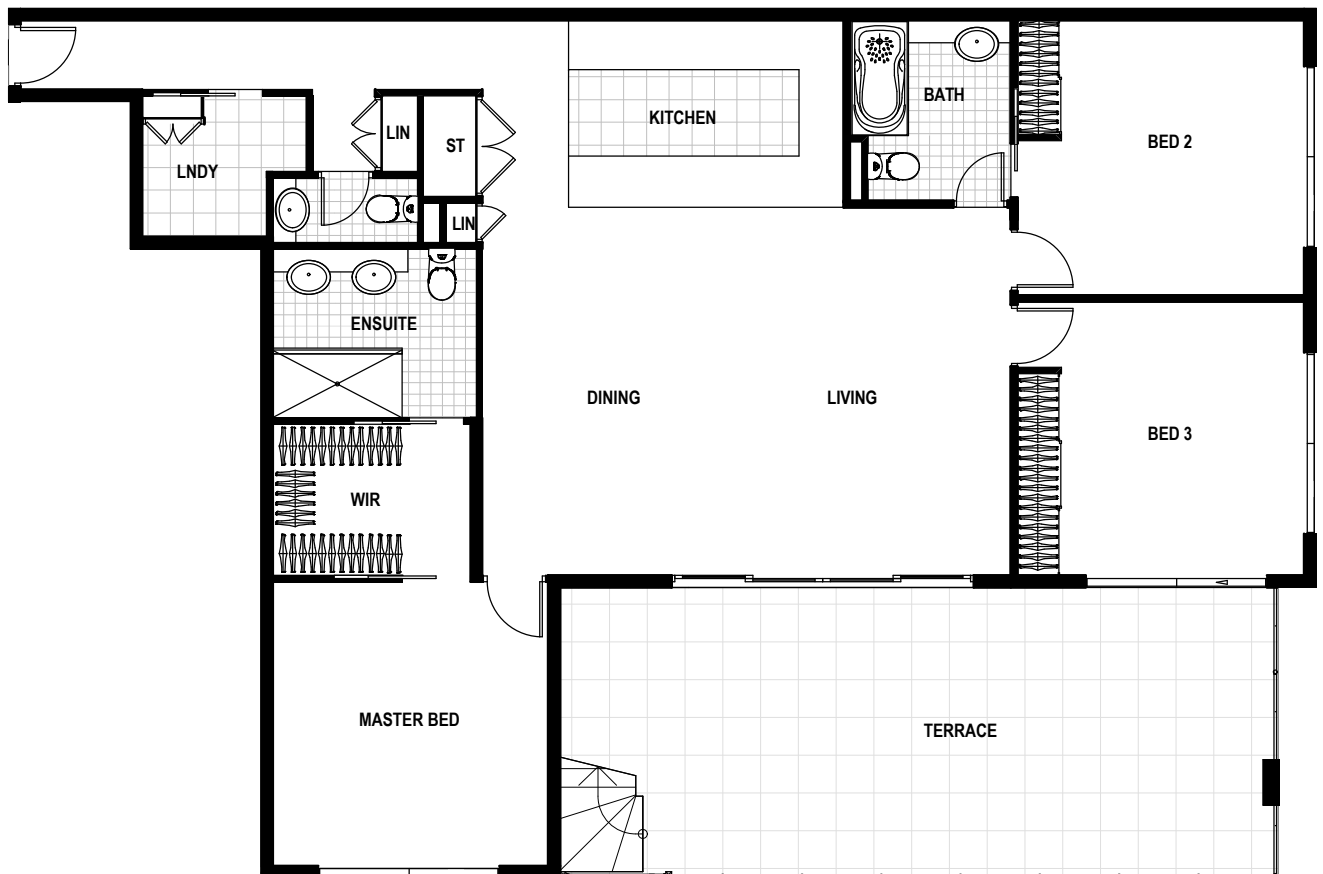 KITCHEN
BATH
LIN
ST
BED 2
LNDY
LIN
ENSUITE
DINING
LIVING
BED 3
WIR
MASTER BED
TERRACE